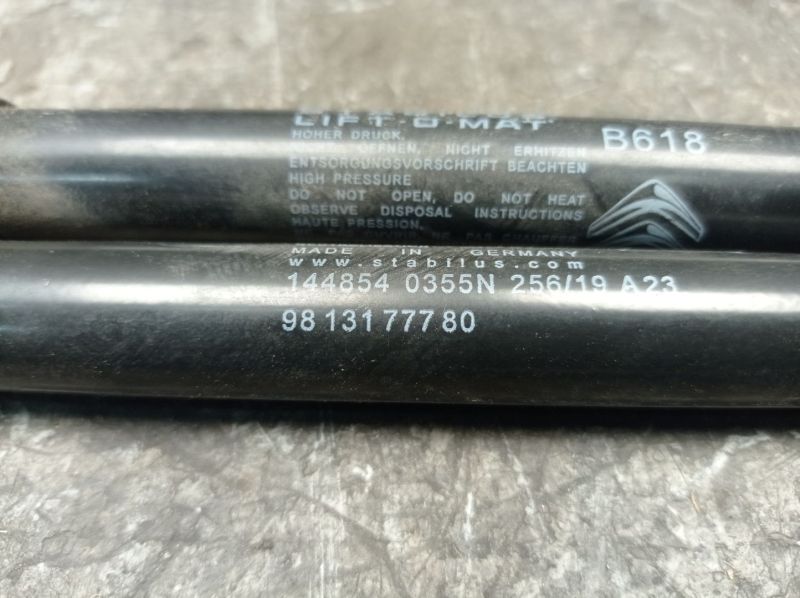 LIFT-O-MAT
HOHER DRUCK,
ÖFFNEN, NICHT ERHITZEN
ENTSORGUNGSVORSCHRIFT BEACHTEN
HIGH PRESSURE
DO NOT OPEN, DO NOT HEAT
OBSERVE DISPOSAL INSTRUCTIONS
HAUTE PRESSION,
B618
MADE IN GERMANY
www.stabilus.com
144854 0355N 256/19 A23
98 131 777 80